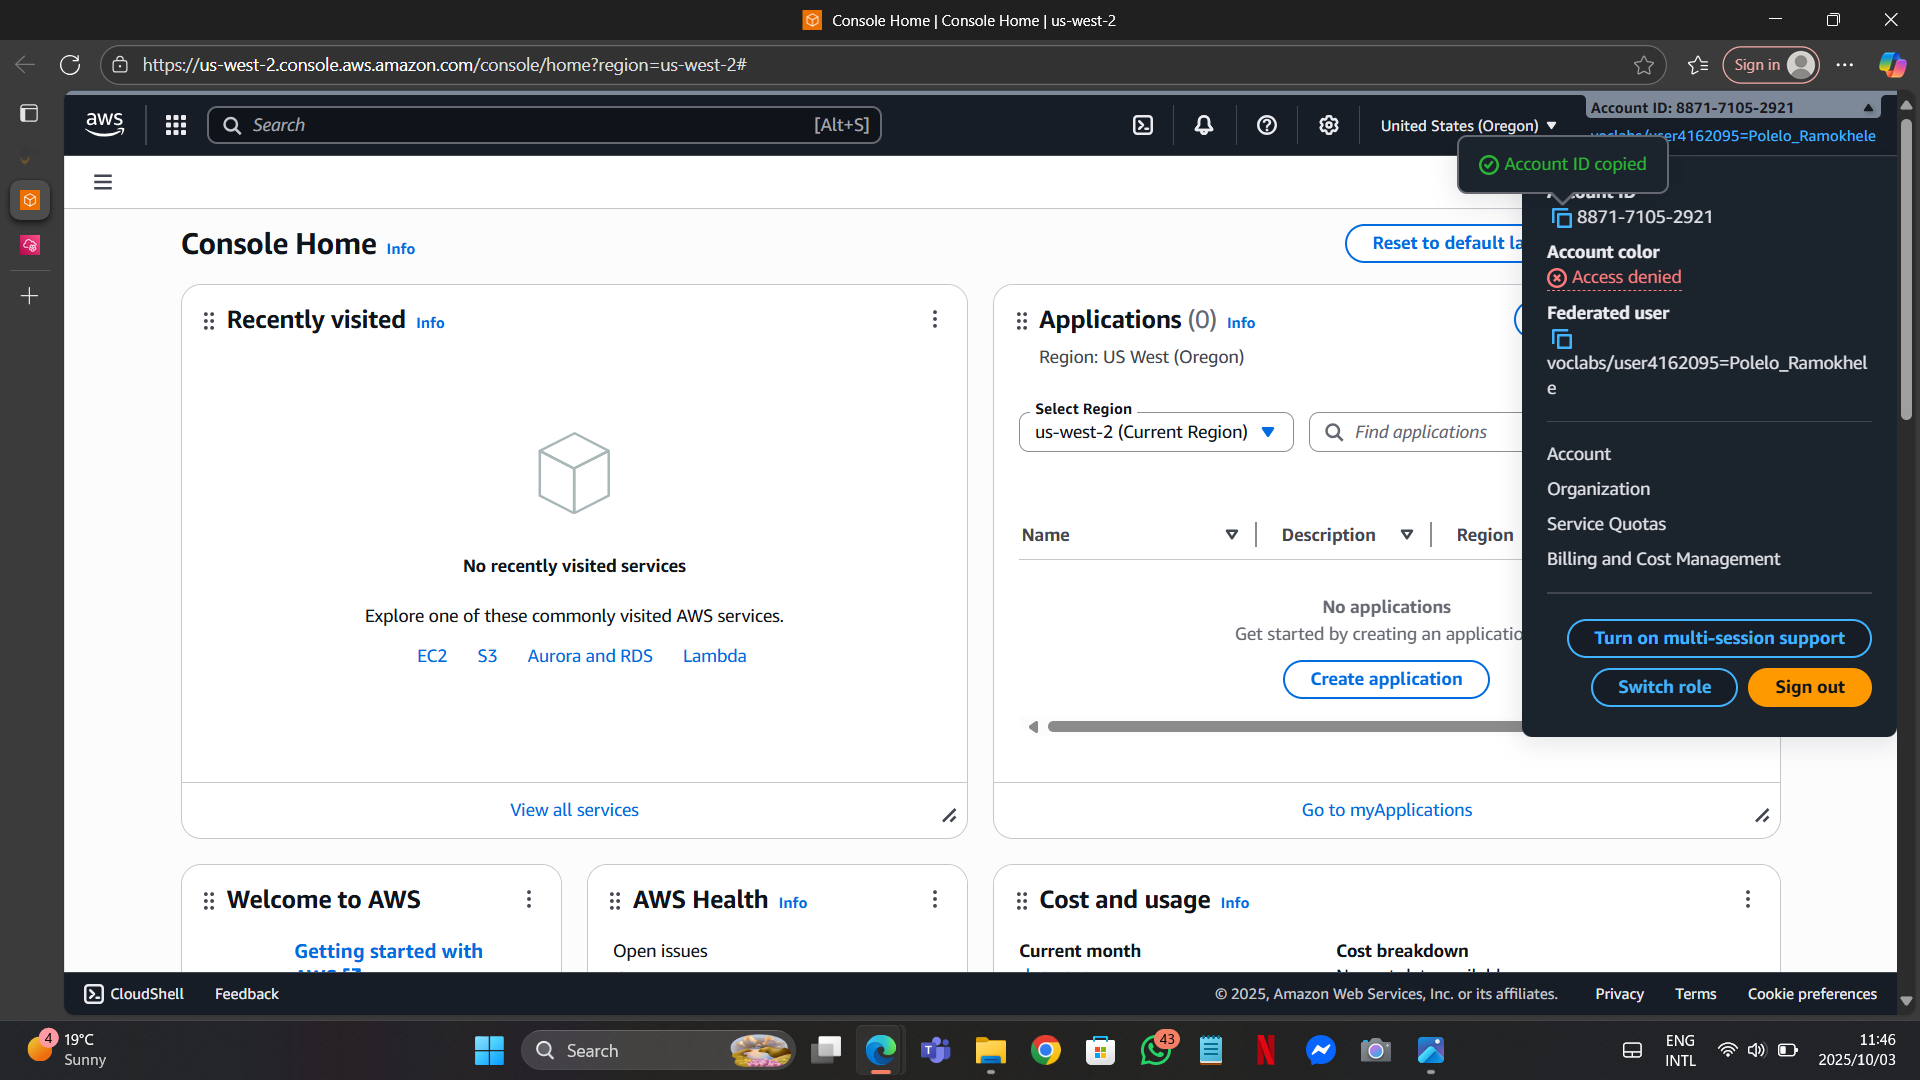 Console Home | Console Home | us-west-2
https://us-west-2.console.aws.amazon.com/console/home?region=us-west-2#
Sign in
aws
Search
[Alt+S]
United States (Oregon)
Account ID: 8871-7105-2921
voclabs/user4162095=Polelo_Ramokhele
Account ID copied
Account ID
8871-7105-2921
Account color
Access denied
Federated user
voclabs/user4162095=Polelo_Ramokhel
e
Account
Organization
Service Quotas
Billing and Cost Management
Turn on multi-session support
Switch role
Sign out
Console Home Info
Reset to default la
Recently visited Info
No recently visited services
Explore one of these commonly visited AWS services.
EC2 S3 Aurora and RDS Lambda
View all services
Applications (0) Info
Region: US West (Oregon)
Select Region
us-west-2 (Current Region)
Find applications
Name Description Region
No applications
Get started by creating an applicatio
Create application
Go to myApplications
Welcome to AWS
Getting started with
AWS
AWS Health Info
Open issues
Cost and usage Info
Current month
Cost breakdown
CloudShell
Feedback
© 2025, Amazon Web Services, Inc. or its affiliates.
Privacy
Terms
Cookie preferences
4
19°C
Sunny
Search
43
ENG
INTL
11:46
2025/10/03